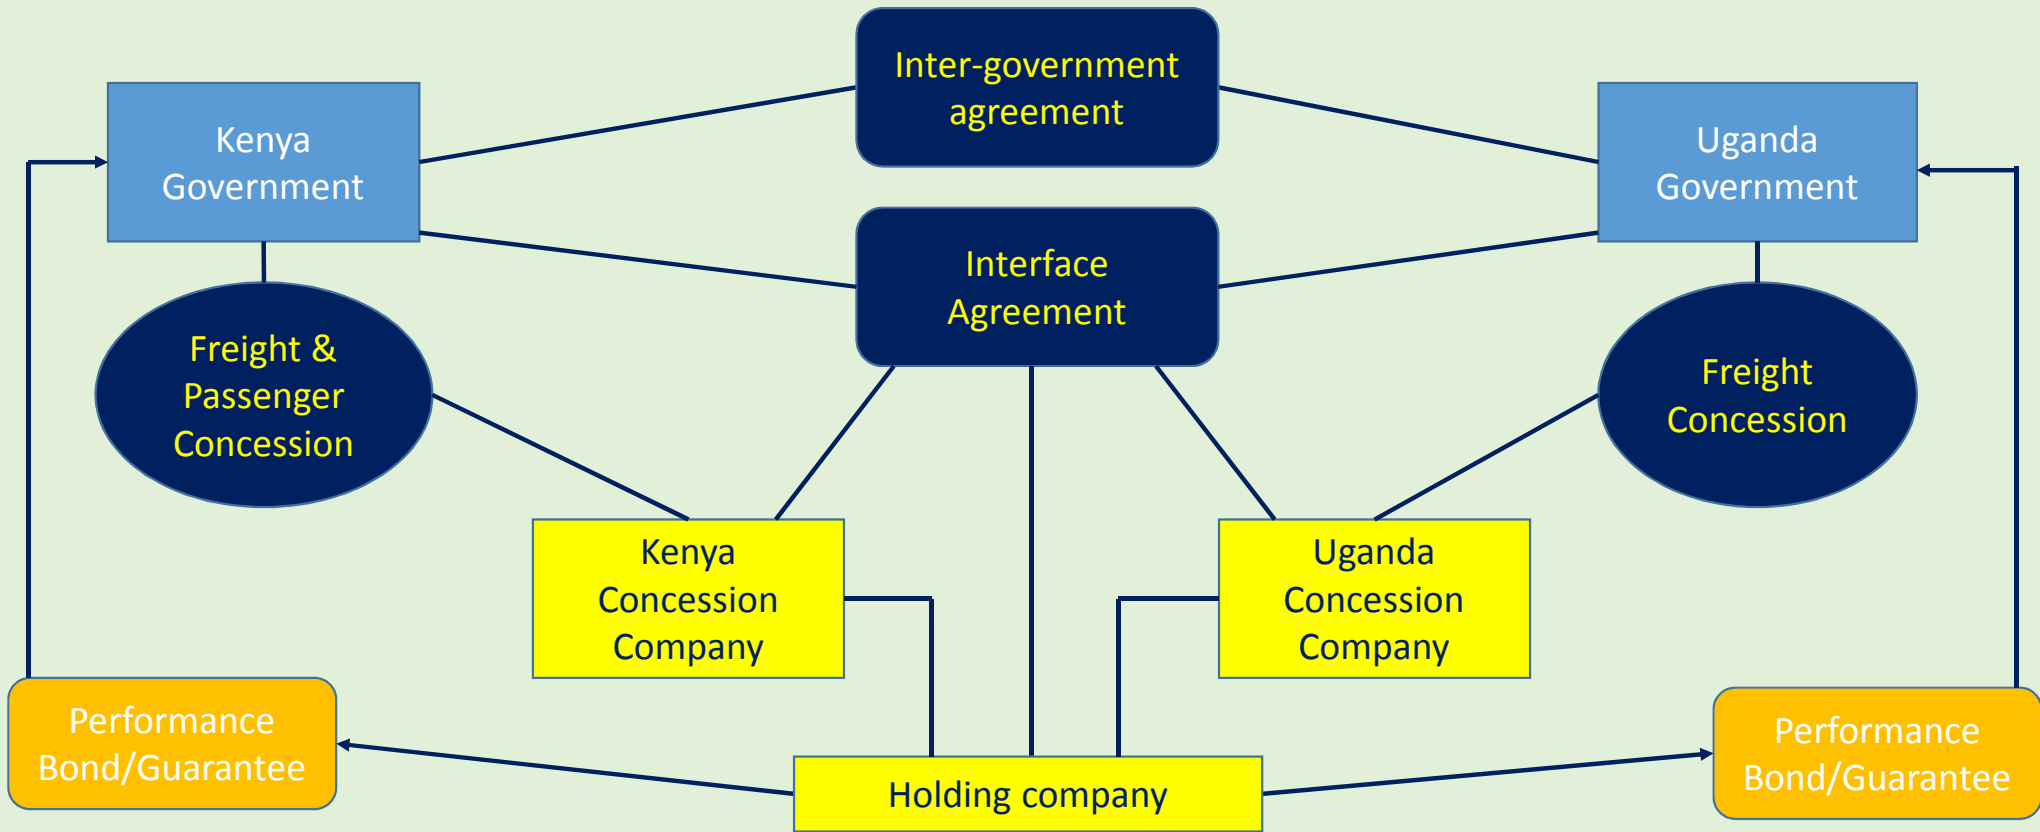 Inter-government
agreement
Kenya
Government
Uganda
Government
Interface
Agreement
Freight &
Passenger
Concession
Freight
Concession
Kenya
Concession
Company
Uganda
Concession
Company
Performance
Bond/Guarantee
Performance
Bond/Guarantee
Holding company